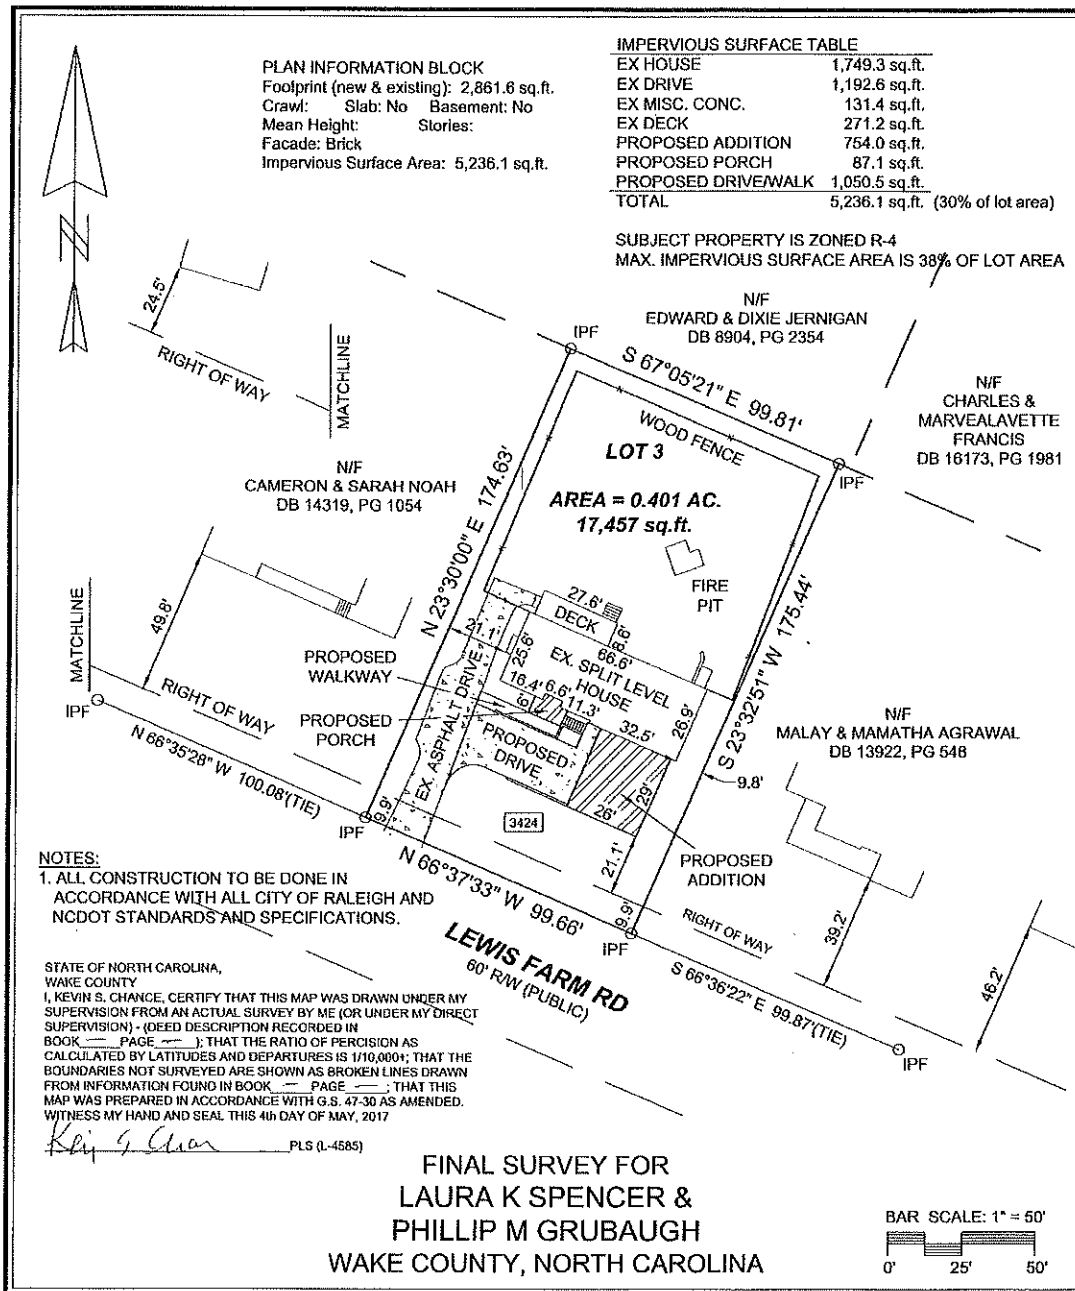 PLAN INFORMATION BLOCK
Footprint (new & existing): 2,861.6 sq.ft.
Crawl: Slab: No Basement: No
Mean Height: Stories:
Facade: Brick
Impervious Surface Area: 5,236.1 sq.ft.
IMPERVIOUS SURFACE TABLE
EX HOUSE 1,749.3 sq.ft.
EX DRIVE 1,192.6 sq.ft.
EX MISC. CONC. 131.4 sq.ft.
EX DECK 271.2 sq.ft.
PROPOSED ADDITION 754.0 sq.ft.
PROPOSED PORCH 87.1 sq.ft.
PROPOSED DRIVE/WALK 1,050.5 sq.ft.
TOTAL 5,236.1 sq.ft. (30% of lot area)
SUBJECT PROPERTY IS ZONED R-4
MAX. IMPERVIOUS SURFACE AREA IS 38% OF LOT AREA
N
24.5'
RIGHT OF WAY
MATCHLINE
N/F
EDWARD & DIXIE JERNIGAN
DB 8904, PG 2354
IPF
S 67°05'21" E 99.81'
N/F
CHARLES &
MARVEALAVETTE
FRANCIS
DB 16173, PG 1981
IPF
WOOD FENCE
LOT 3
AREA = 0.401 AC.
17,457 sq.ft.
N/F
CAMERON & SARAH NOAH
DB 14319, PG 1054
N 23°30'00" E 174.63'
FIRE
PIT
S 23°32'51" W 175.44'
27.6'
DECK
8.6'
66.6'
21.1'
25.6'
EX. SPLIT LEVEL
HOUSE
16.4'
6.6'
11.3'
6'
32.5'
26.9'
49.8'
MATCHLINE
RIGHT OF WAY
IPF
N 66°35'28" W 100.08'(TIE)
PROPOSED
WALKWAY
PROPOSED
PORCH
EX. ASPHALT DRIVE
PROPOSED
DRIVE
29'
26'
9.8'
N/F
MALAY & MAMATHA AGRAWAL
DB 13922, PG 548
3424
PROPOSED
ADDITION
21.1'
9.9'
IPF
N 66°37'33" W 99.66'
9.9'
IPF
RIGHT OF WAY
39.2'
46.2'
S 66°36'22" E 99.87'(TIE)
IPF
LEWIS FARM RD
60' R/W (PUBLIC)
NOTES:
1. ALL CONSTRUCTION TO BE DONE IN
ACCORDANCE WITH ALL CITY OF RALEIGH AND
NCDOT STANDARDS AND SPECIFICATIONS.
STATE OF NORTH CAROLINA,
WAKE COUNTY
I, KEVIN S. CHANCE, CERTIFY THAT THIS MAP WAS DRAWN UNDER MY
SUPERVISION FROM AN ACTUAL SURVEY BY ME (OR UNDER MY DIRECT
SUPERVISION) - (DEED DESCRIPTION RECORDED IN
BOOK — PAGE — ); THAT THE RATIO OF PERCISION AS
CALCULATED BY LATITUDES AND DEPARTURES IS 1/10,000+; THAT THE
BOUNDARIES NOT SURVEYED ARE SHOWN AS BROKEN LINES DRAWN
FROM INFORMATION FOUND IN BOOK — PAGE — ; THAT THIS
MAP WAS PREPARED IN ACCORDANCE WITH G.S. 47-30 AS AMENDED.
WITNESS MY HAND AND SEAL THIS 4th DAY OF MAY, 2017
PLS (L-4585)
FINAL SURVEY FOR
LAURA K SPENCER &
PHILLIP M GRUBAUGH
WAKE COUNTY, NORTH CAROLINA
BAR SCALE: 1" = 50'
0' 25' 50'